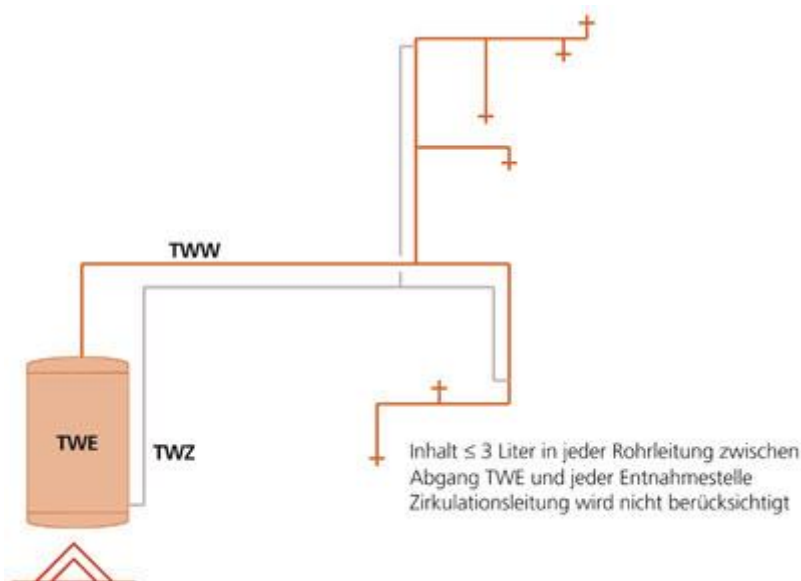 TWW
TWE
TWZ
Inhalt ≤ 3 Liter in jeder Rohrleitung zwischen
Abgang TWE und jeder Entnahmestelle
Zirkulationsleitung wird nicht berücksichtigt